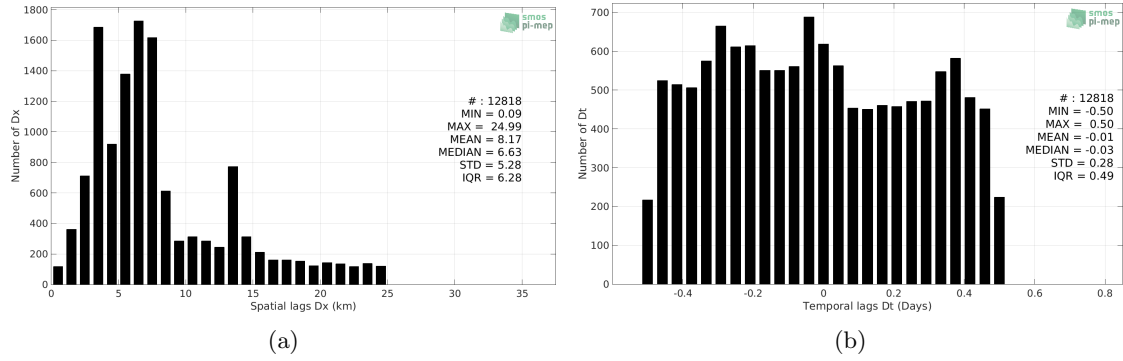 1800
1600
1400
1200
1000
800
600
400
200
0
Number of Dx
smos
pi-mep
# : 12818
MIN = 0.09
MAX = 24.99
MEAN = 8.17
MEDIAN = 6.63
STD = 5.28
IQR = 6.28
0 5 10 15 20 25 30 35
Spatial lags Dx (km)
(a)
700
600
500
400
300
200
100
0
Number of Dt
smos
pi-mep
# : 12818
MIN = -0.50
MAX = 0.50
MEAN = -0.01
MEDIAN = -0.03
STD = 0.28
IQR = 0.49
-0.4 -0.2 0 0.2 0.4 0.6 0.8
Temporal lags Dt (Days)
(b)